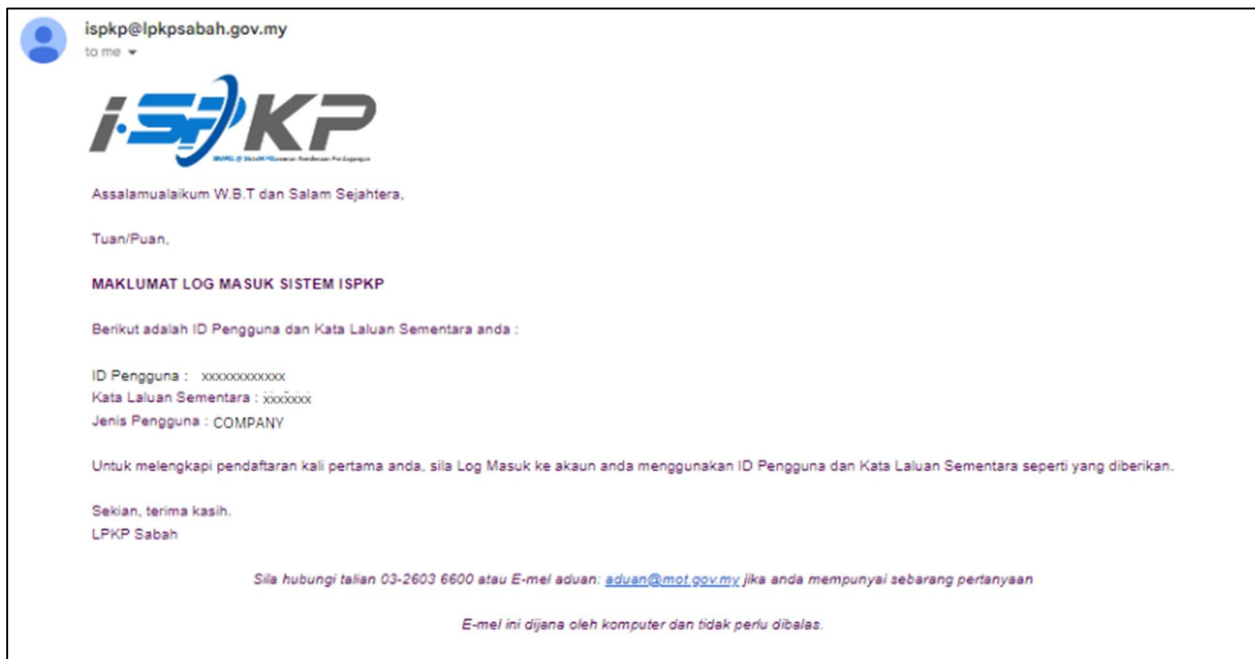 ispkp@lpkpsabah.gov.my
to me
i.SPKP
Assalamualaikum W.B.T dan Salam Sejahtera,
Tuan/Puan,
MAKLUMAT LOG MASUK SISTEM ISPKP
Berikut adalah ID Pengguna dan Kata Laluan Sementara anda :
ID Pengguna : xxxxxxxxxxxx
Kata Laluan Sementara : xxxxxxx
Jenis Pengguna : COMPANY
Untuk melengkapi pendaftaran kali pertama anda, sila Log Masuk ke akaun anda menggunakan ID Pengguna dan Kata Laluan Sementara seperti yang diberikan.
Sekian, terima kasih.
LPKP Sabah
Sila hubungi talian 03-2603 6600 atau E-mel aduan: aduan@mot.gov.my jika anda mempunyai sebarang pertanyaan
E-mel ini dijana oleh komputer dan tidak perlu dibalas.